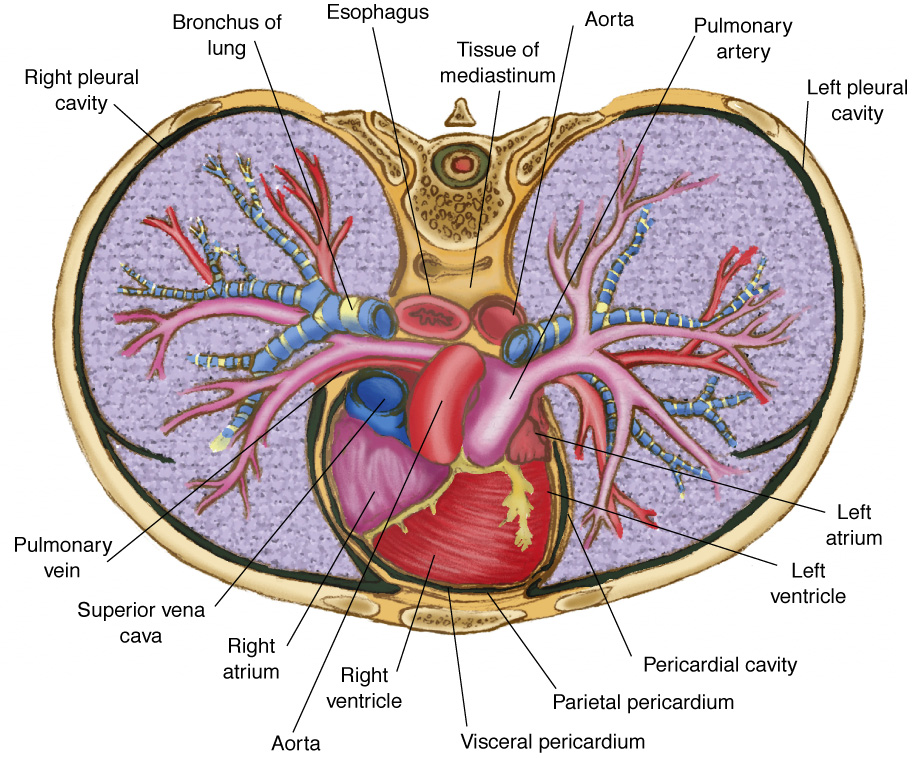 Esophagus
Bronchus of
lung
Aorta
Pulmonary
artery
Tissue of
mediastinum
Right pleural
cavity
Left pleural
cavity
Left
atrium
Pulmonary
vein
Left
ventricle
Superior vena
cava
Right
atrium
Pericardial cavity
Right
ventricle
Parietal pericardium
Aorta
Visceral pericardium